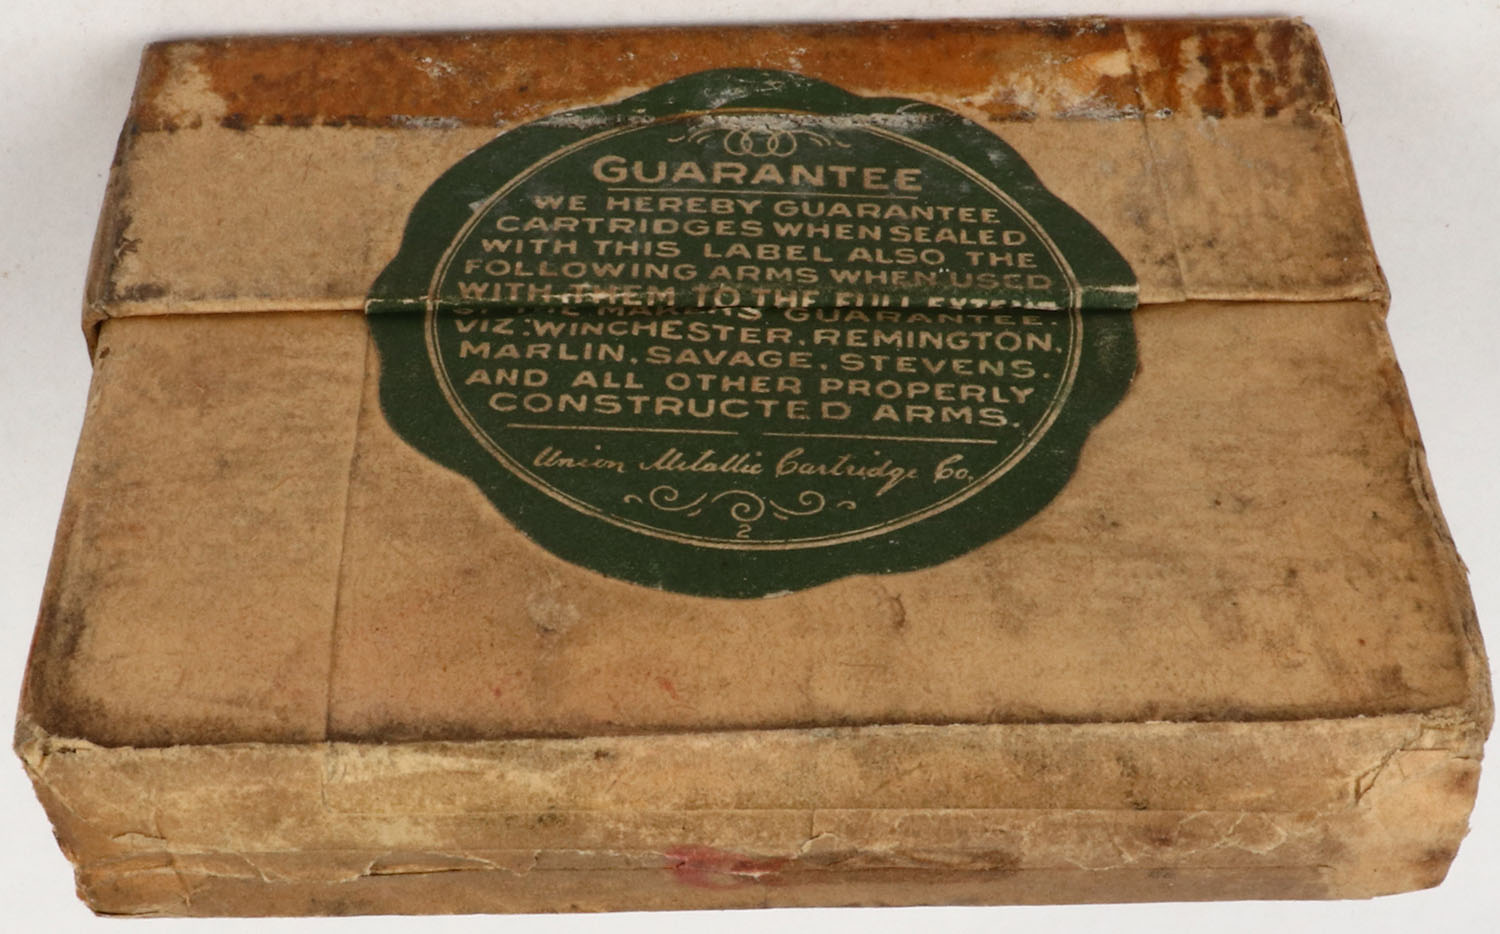 GUARANTEE
WE HEREBY GUARANTEE
CARTRIDGES WHEN SEALED
WITH THIS LABEL ALSO THE
FOLLOWING ARMS WHEN USED
WITH THEM TO THE FULL EXTENT
MAKERS GUARANTEE.
VIZ: WINCHESTER. REMINGTON.
MARLIN. SAVAGE. STEVENS.
AND ALL OTHER PROPERLY
CONSTRUCTED ARMS.
Union Metallic Cartridge Co.
2